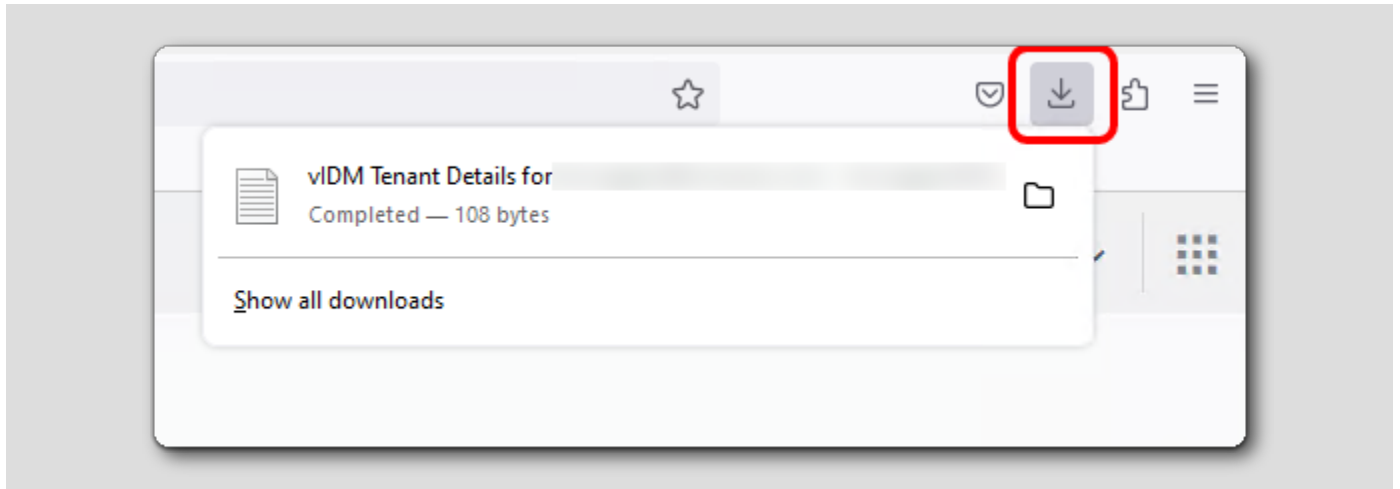 vIDM Tenant Details for
Completed — 108 bytes
Show all downloads